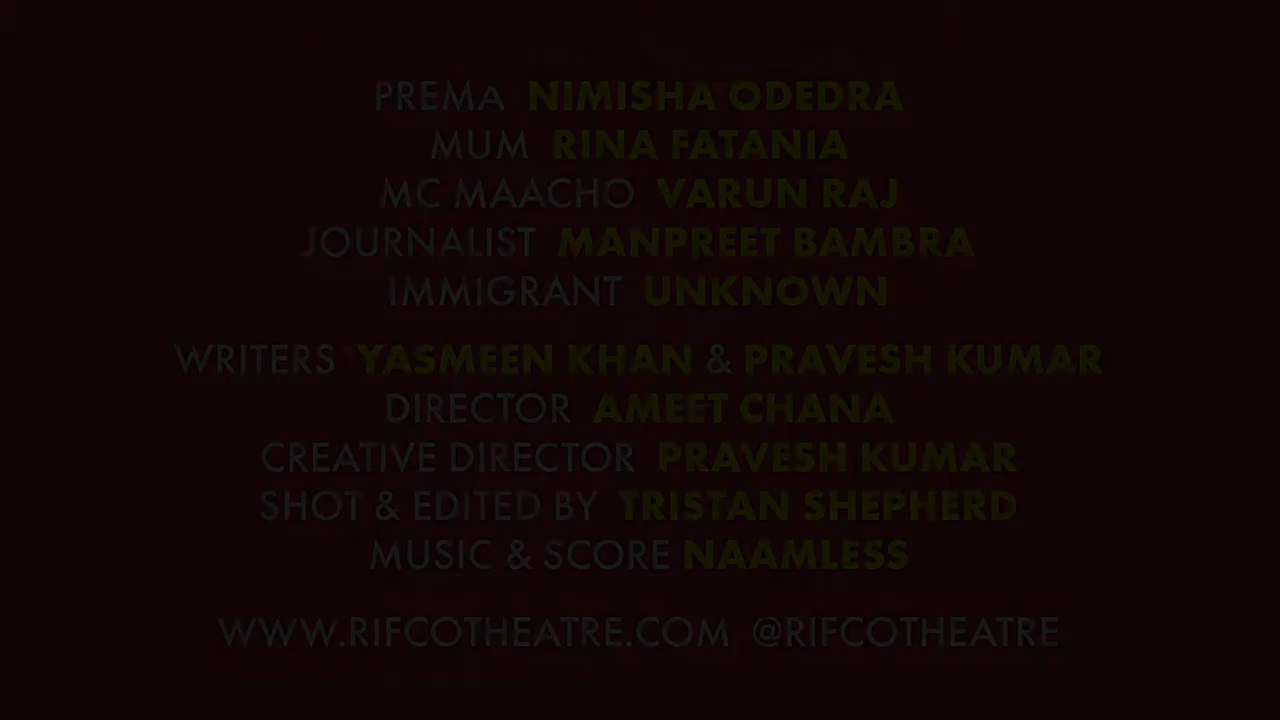 PREMA NIMISHA ODEDRA
MUM RINA FATANIA
MC MAACHO VARUN RAJ
JOURNALIST MANPREET BAMBRA
IMMIGRANT UNKNOWN
WRITERS YASMEEN KHAN & PRAVESH KUMAR
DIRECTOR AMEET CHANA
CREATIVE DIRECTOR PRAVESH KUMAR
SHOT & EDITED BY TRISTAN SHEPHERD
MUSIC & SCORE NAAMLESS
WWW.RIFCOTHEATRE.COM @RIFCOTHEATRE